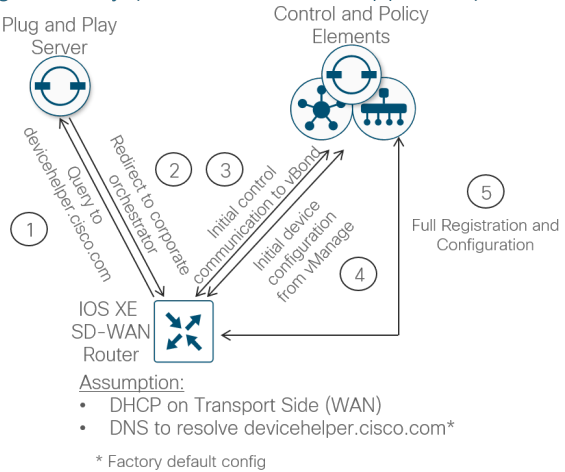 Plug and Play
Server
Control and Policy
Elements
1
Query to
devicehelper.cisco.com
2
Redirect to corporate
orchestrator
3
Initial control
communication to vBond
4
Initial device
configuration
from vManage
5
Full Registration and
Configuration
IOS XE
SD-WAN
Router
Assumption:
• DHCP on Transport Side (WAN)
• DNS to resolve devicehelper.cisco.com*
* Factory default config